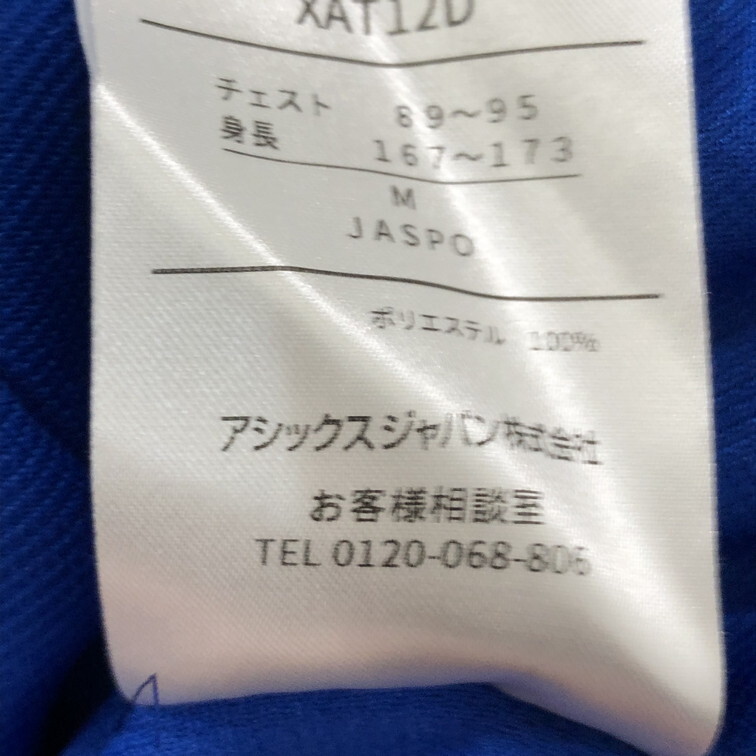 XAT12D
チェスト 89～95
身長 167～173
M
JASPO
ポリエステル 100%
アシックスジャパン株式会社
お客様相談室
TEL 0120-068-806